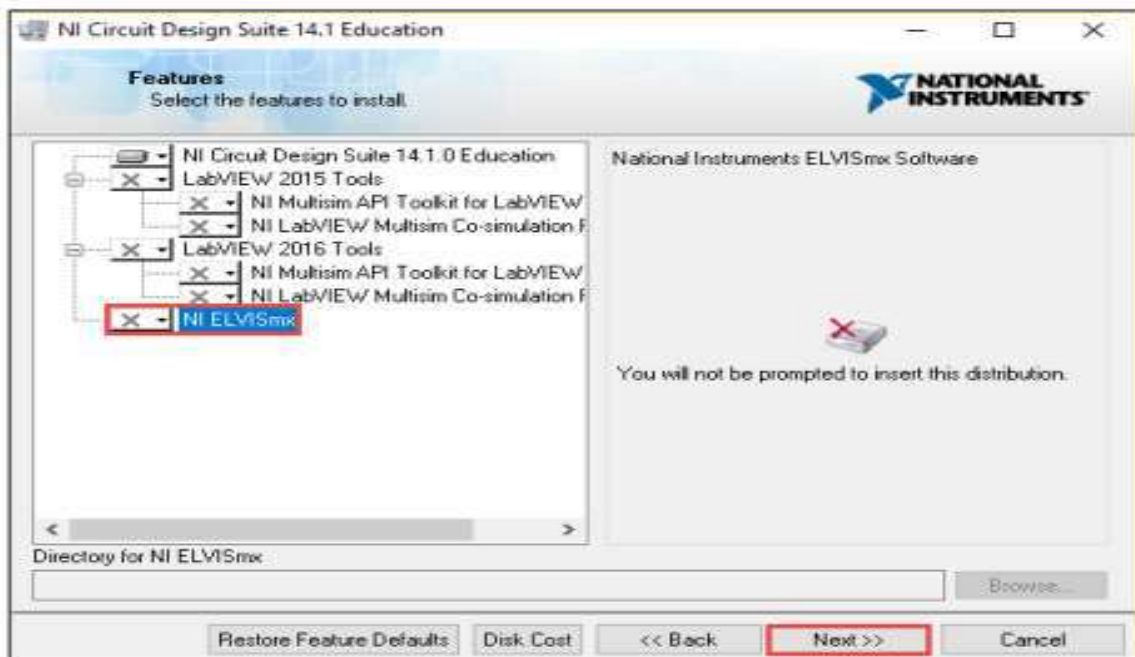 NI Circuit Design Suite 14.1 Education
Features
Select the features to install.
NATIONAL
INSTRUMENTS
NI Circuit Design Suite 14.1.0 Education
LabVIEW 2015 Tools
NI Multisim API Toolkit for LabVIEW
NI LabVIEW Multisim Co-simulation
LabVIEW 2016 Tools
NI Multisim API Toolkit for LabVIEW
NI LabVIEW Multisim Co-simulation
NI ELVISmx
National Instruments ELVISmx Software
You will not be prompted to insert this distribution.
Directory for NI ELVISmx
Browse...
Restore Feature Defaults
Disk Cost
<< Back
Next >>
Cancel